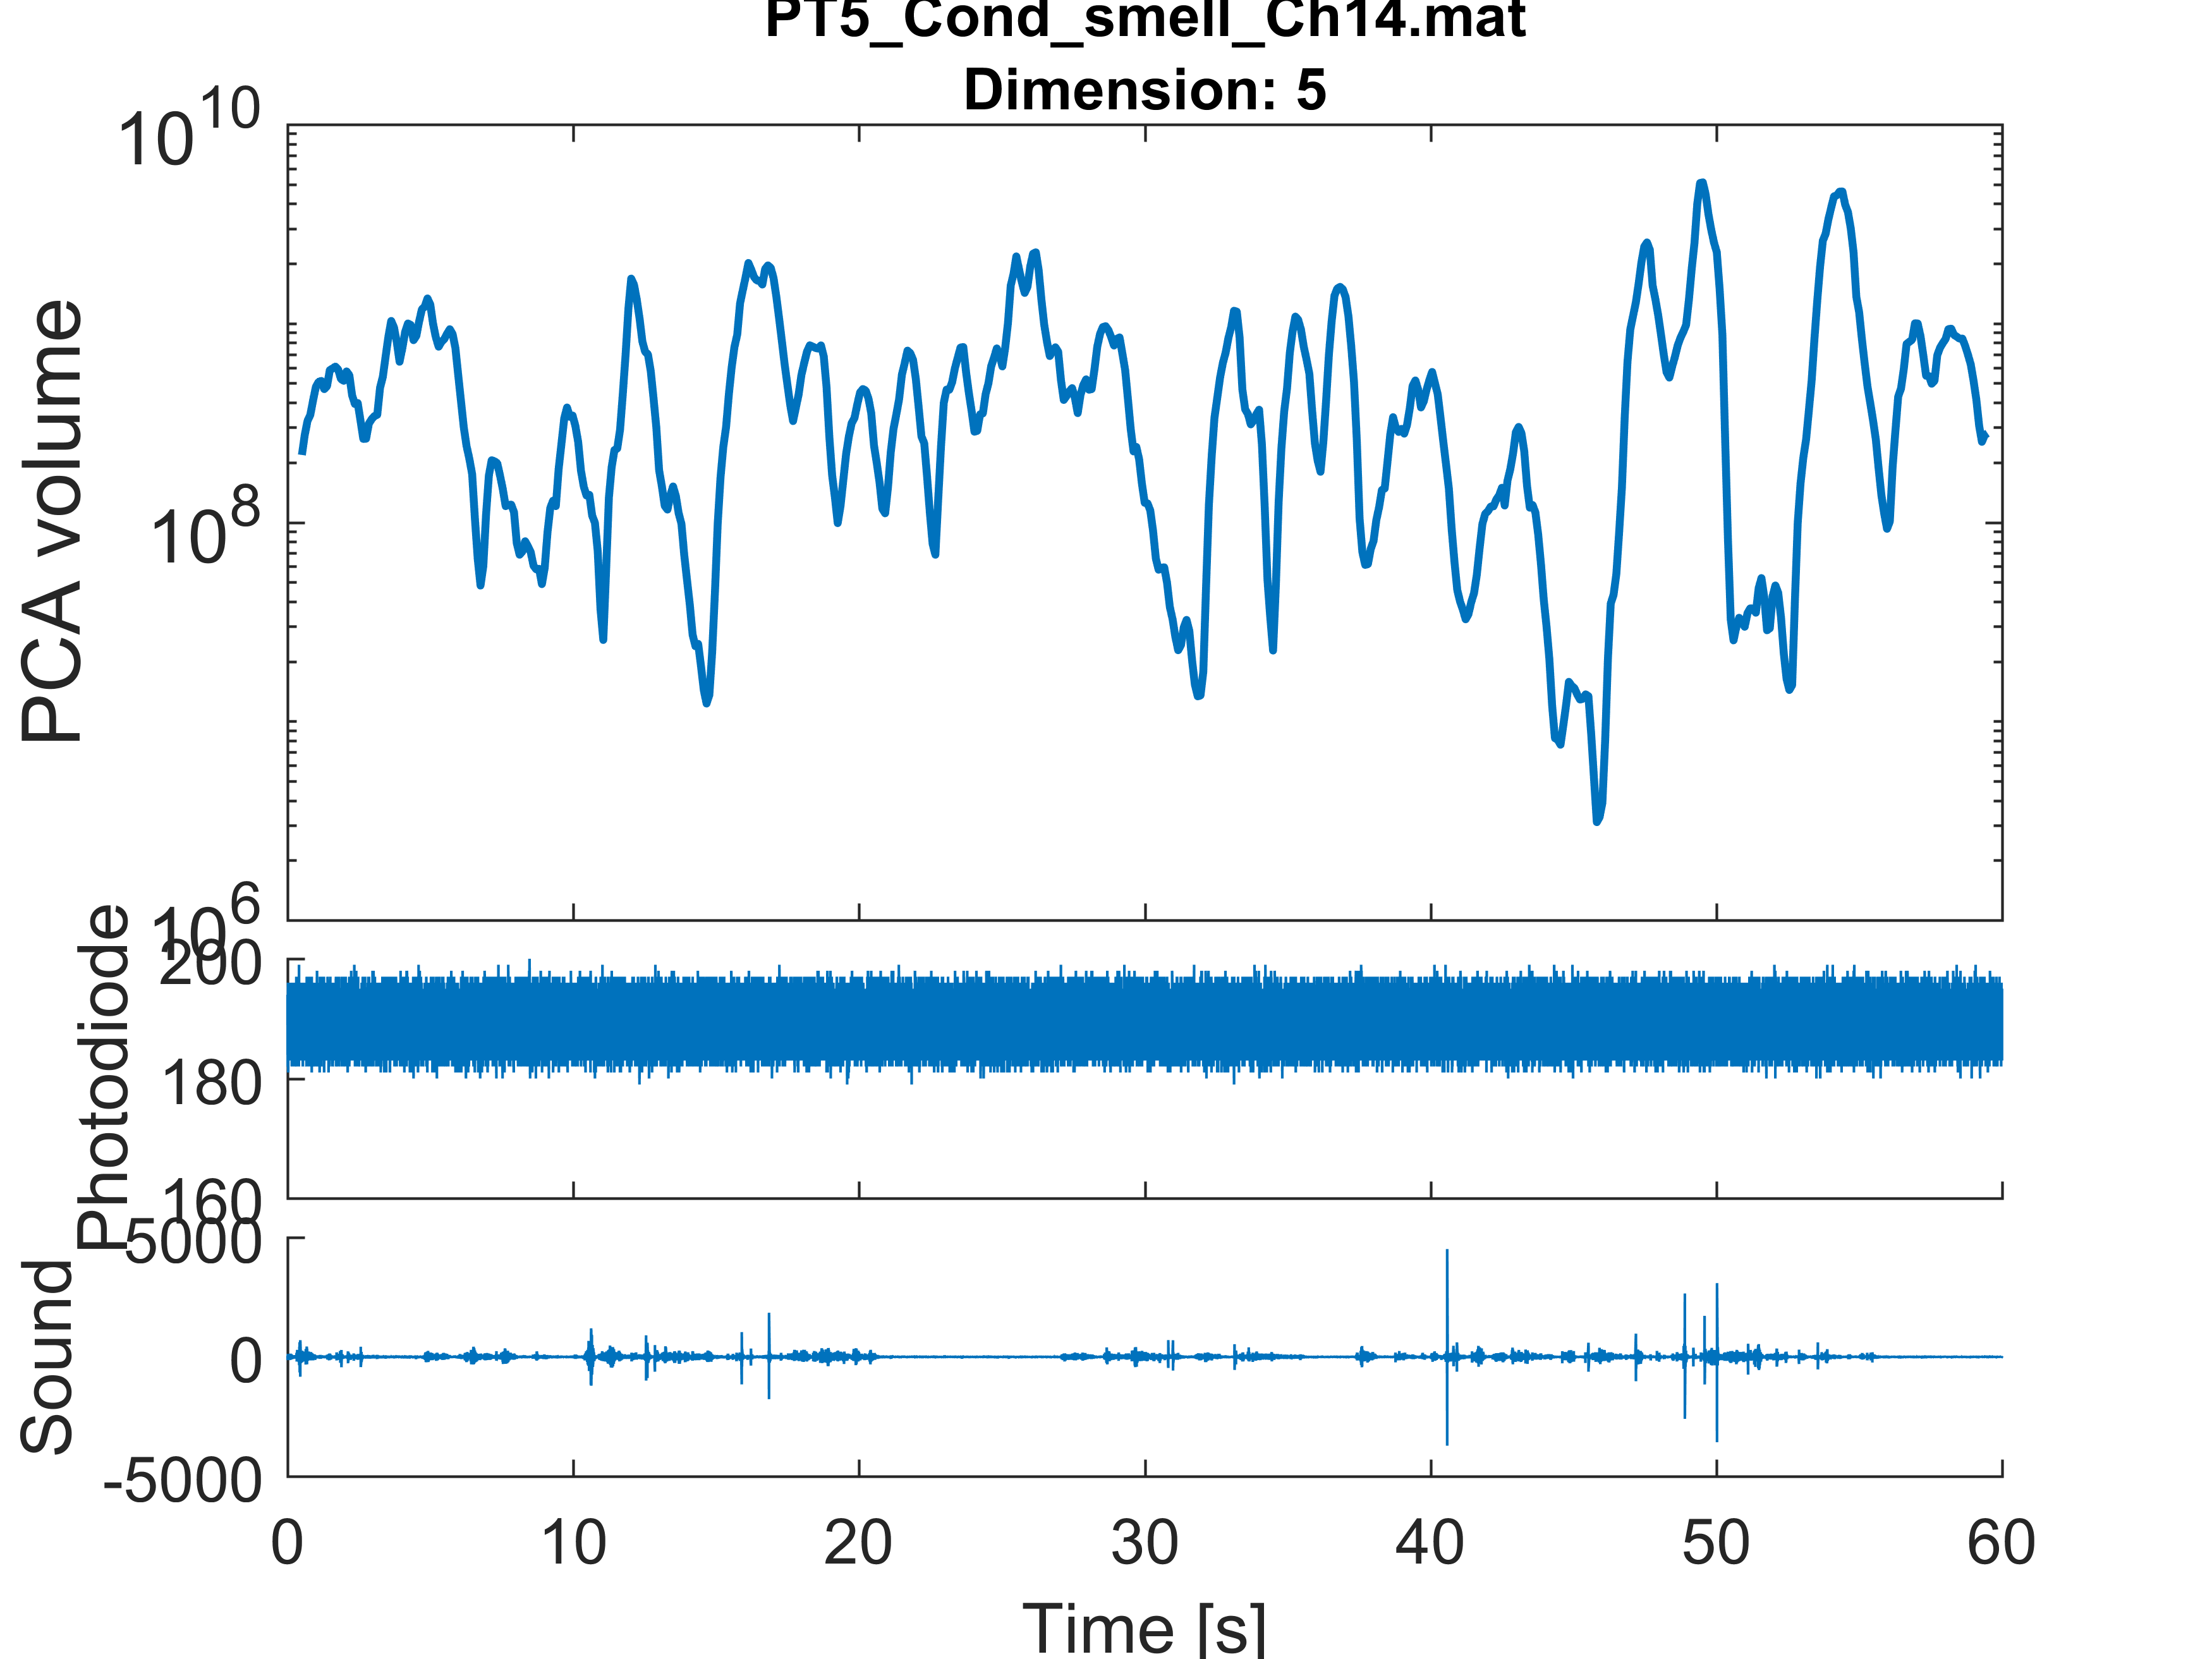 PT5_Cond_smell_Ch14.mat
Dimension: 5
PCA volume
10^10
10^8
10^6
Photodiode
200
180
160
Sound
5000
0
-5000
0 10 20 30 40 50 60
Time [s]